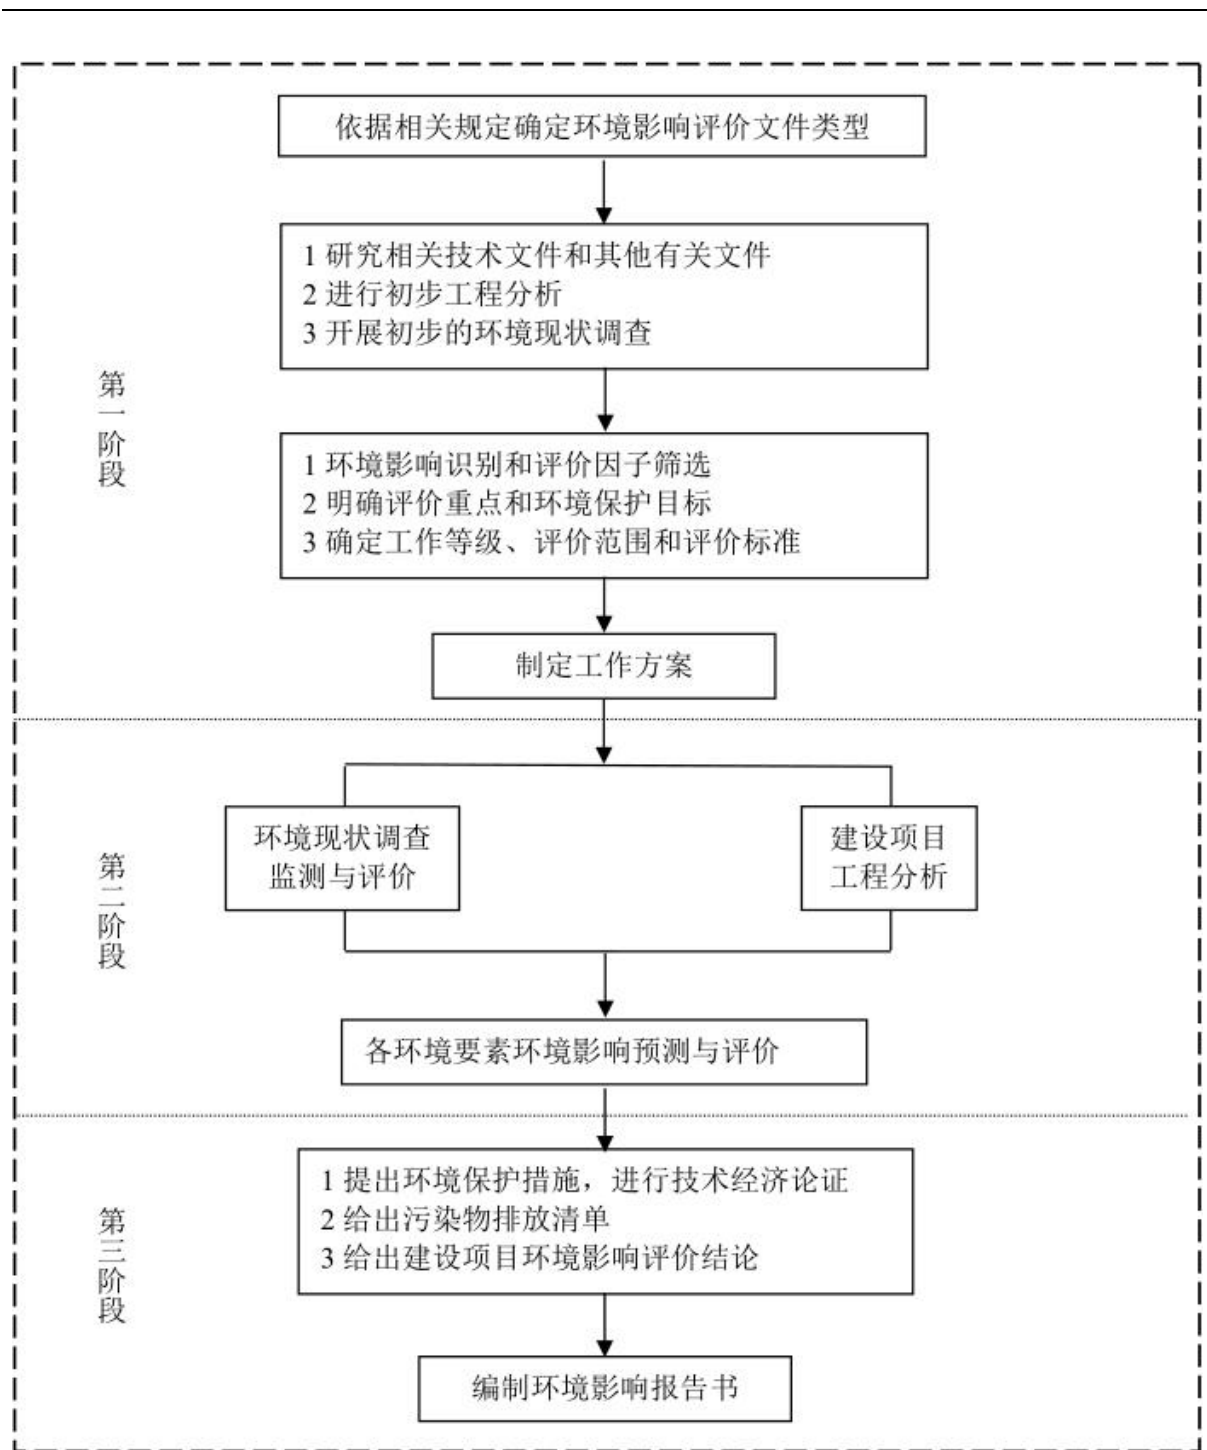 依据相关规定确定环境影响评价文件类型
1 研究相关技术文件和其他有关文件
2 进行初步工程分析
3 开展初步的环境现状调查
第一阶段
1 环境影响识别和评价因子筛选
2 明确评价重点和环境保护目标
3 确定工作等级、评价范围和评价标准
制定工作方案
环境现状调查
监测与评价
建设项目
工程分析
第二阶段
各环境要素环境影响预测与评价
1 提出环境保护措施，进行技术经济论证
2 给出污染物排放清单
3 给出建设项目环境影响评价结论
第三阶段
编制环境影响报告书